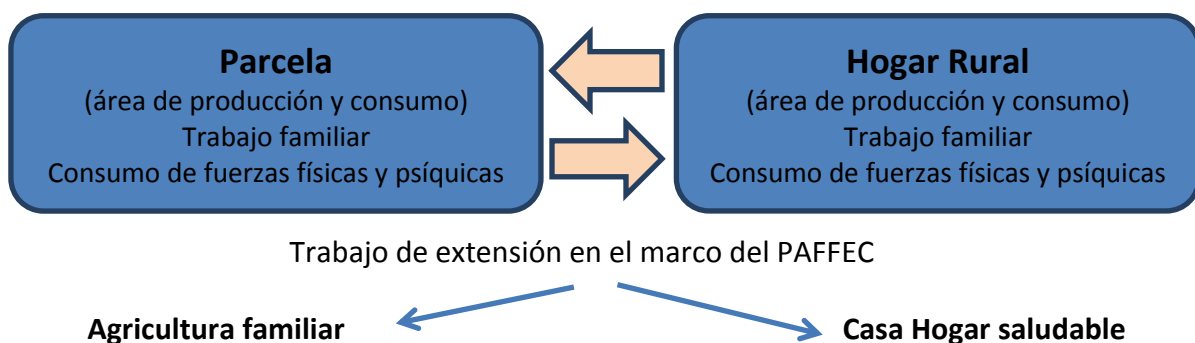 Parcela
(área de producción y consumo)
Trabajo familiar
Consumo de fuerzas físicas y psíquicas
Hogar Rural
(área de producción y consumo)
Trabajo familiar
Consumo de fuerzas físicas y psíquicas
Trabajo de extensión en el marco del PAFFEC
Agricultura familiar
Casa Hogar saludable